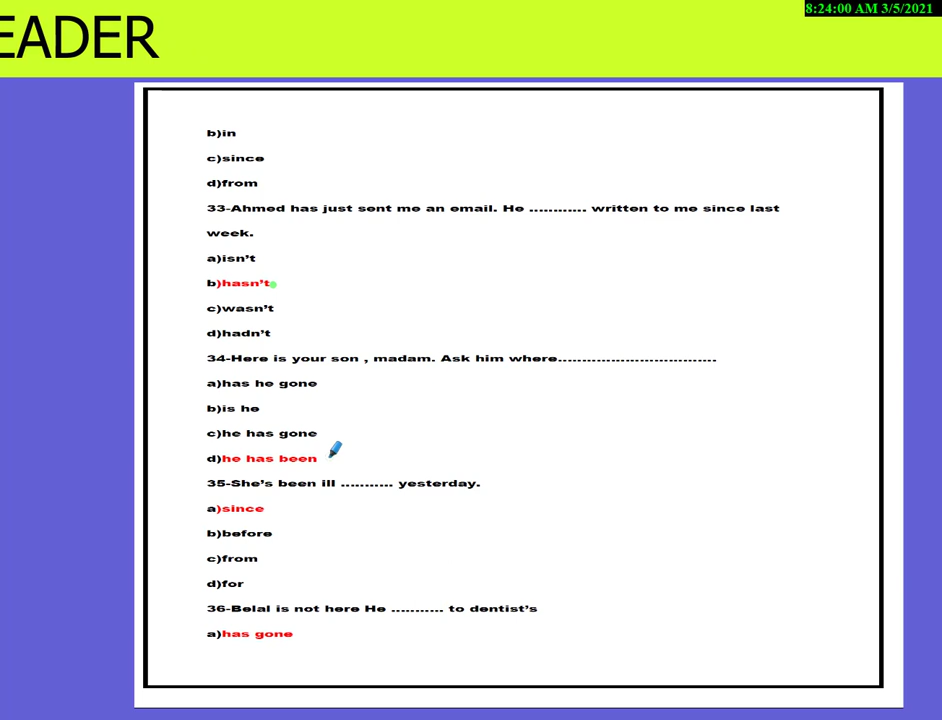 8:24:00 AM 3/5/2021
EADER
b)in
c)since
d)from
33-Ahmed has just sent me an email. He ............ written to me since last
week.
a)isn't
b)hasn't
c)wasn't
d)hadn't
34-Here is your son , madam. Ask him where.................................
a)has he gone
b)is he
c)he has gone
d)he has been
35-She's been ill ........... yesterday.
a)since
b)before
c)from
d)for
36-Belal is not here He ........... to dentist's
a)has gone